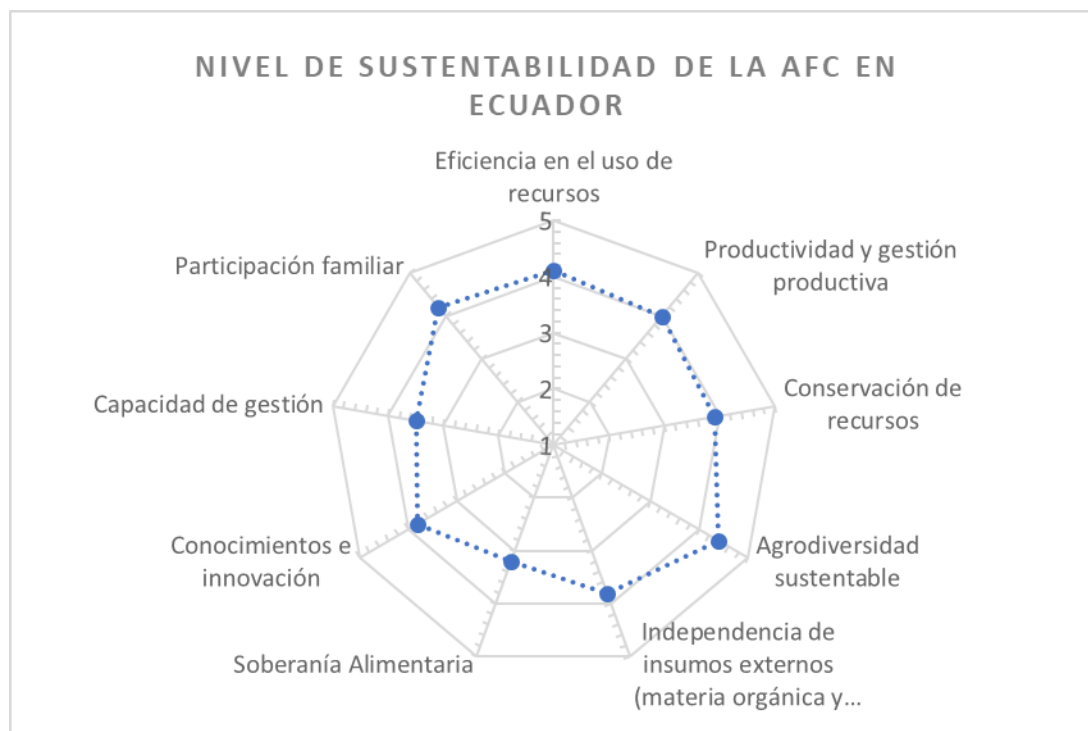 NIVEL DE SUSTENTABILIDAD DE LA AFC EN
ECUADOR
Eficiencia en el uso de
recursos
Productividad y gestión
productiva
Conservación de
recursos
Agrodiversidad
sustentable
Independencia de
insumos externos
(materia orgánica y...
Soberanía Alimentaria
Conocimientos e
innovación
Capacidad de gestión
Participación familiar
5
4
3
2
1